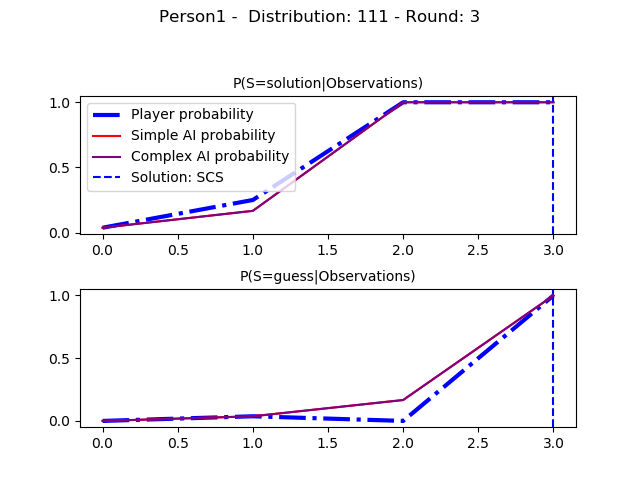 Person1 -  Distribution: 111 - Round: 3
P(S=solution|Observations)
1.0
0.5
0.0
Player probability
Simple AI probability
Complex AI probability
Solution: SCS
0.0 0.5 1.0 1.5 2.0 2.5 3.0
P(S=guess|Observations)
1.0
0.5
0.0
0.0 0.5 1.0 1.5 2.0 2.5 3.0